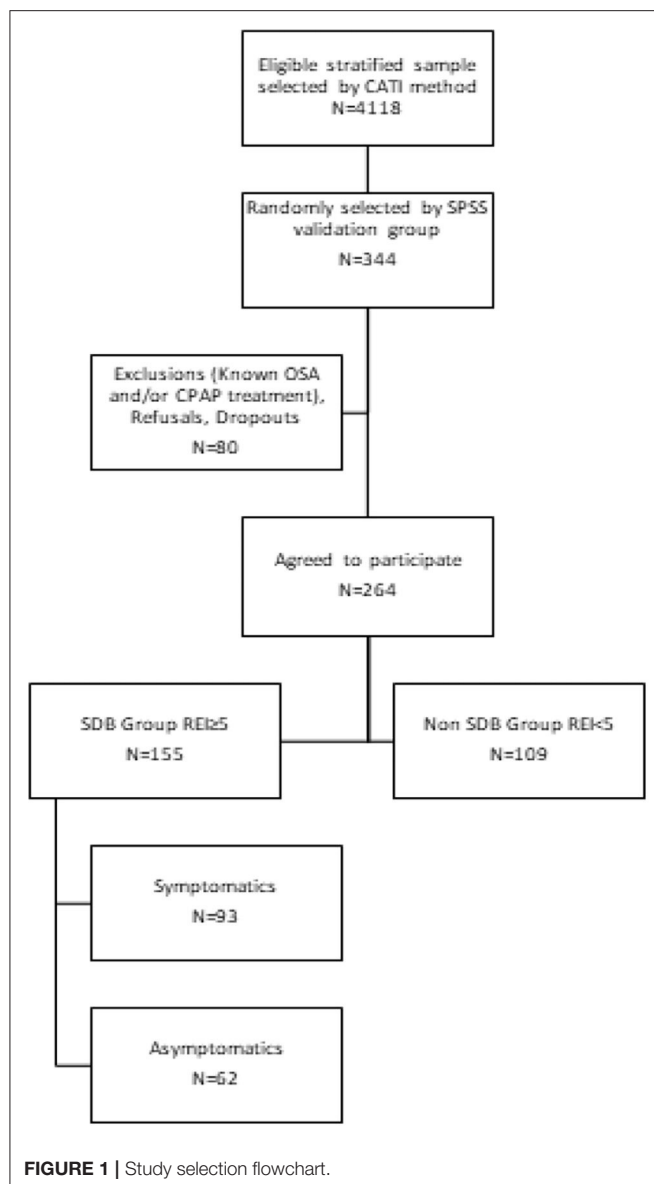 Eligible stratified sample
selected by CATI method
N=4118
Randomly selected by SPSS
validation group
N=344
Exclusions (Known OSA
and/or CPAP treatment),
Refusals, Dropouts
N=80
Agreed to participate
N=264
SDB Group REI≥5
N=155
Non SDB Group REI<5
N=109
Symptomatics
N=93
Asymptomatics
N=62
FIGURE 1 | Study selection flowchart.